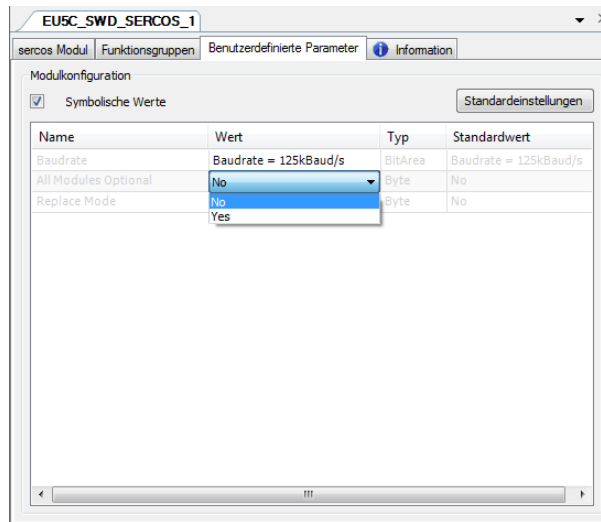 EU5C_SWD_SERCOS_1
sercos Modul Funktionsgruppen Benutzerdefinierte Parameter Information
Modulkonfiguration
Symbolische Werte Standardeinstellungen
Name Wert Typ Standardwert
Baudrate Baudrate = 125kBaud/s BitArea Baudrate = 125kBaud/s
All Modules Optional No Byte No
Replace Mode No Byte No
Yes